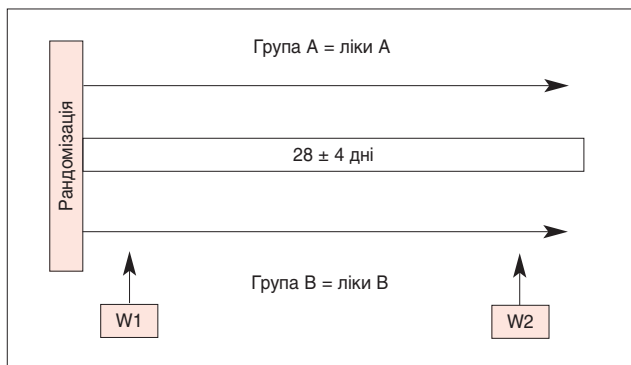 Група A = ліки A
Рандомізація
28 ± 4 дні
Група B = ліки B
W1
W2